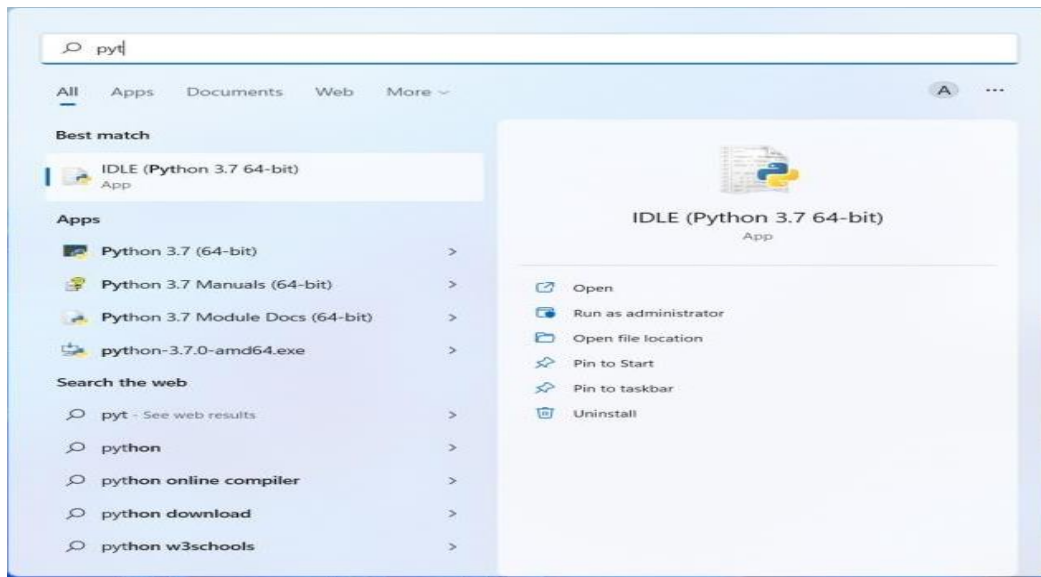 pyt
All Apps Documents Web More
A ...
Best match
IDLE (Python 3.7 64-bit)
App
Apps
Python 3.7 (64-bit)
Python 3.7 Manuals (64-bit)
Python 3.7 Module Docs (64-bit)
python-3.7.0-amd64.exe
Search the web
pyt - See web results
python
python online compiler
python download
python w3schools
IDLE (Python 3.7 64-bit)
App
Open
Run as administrator
Open file location
Pin to Start
Pin to taskbar
Uninstall